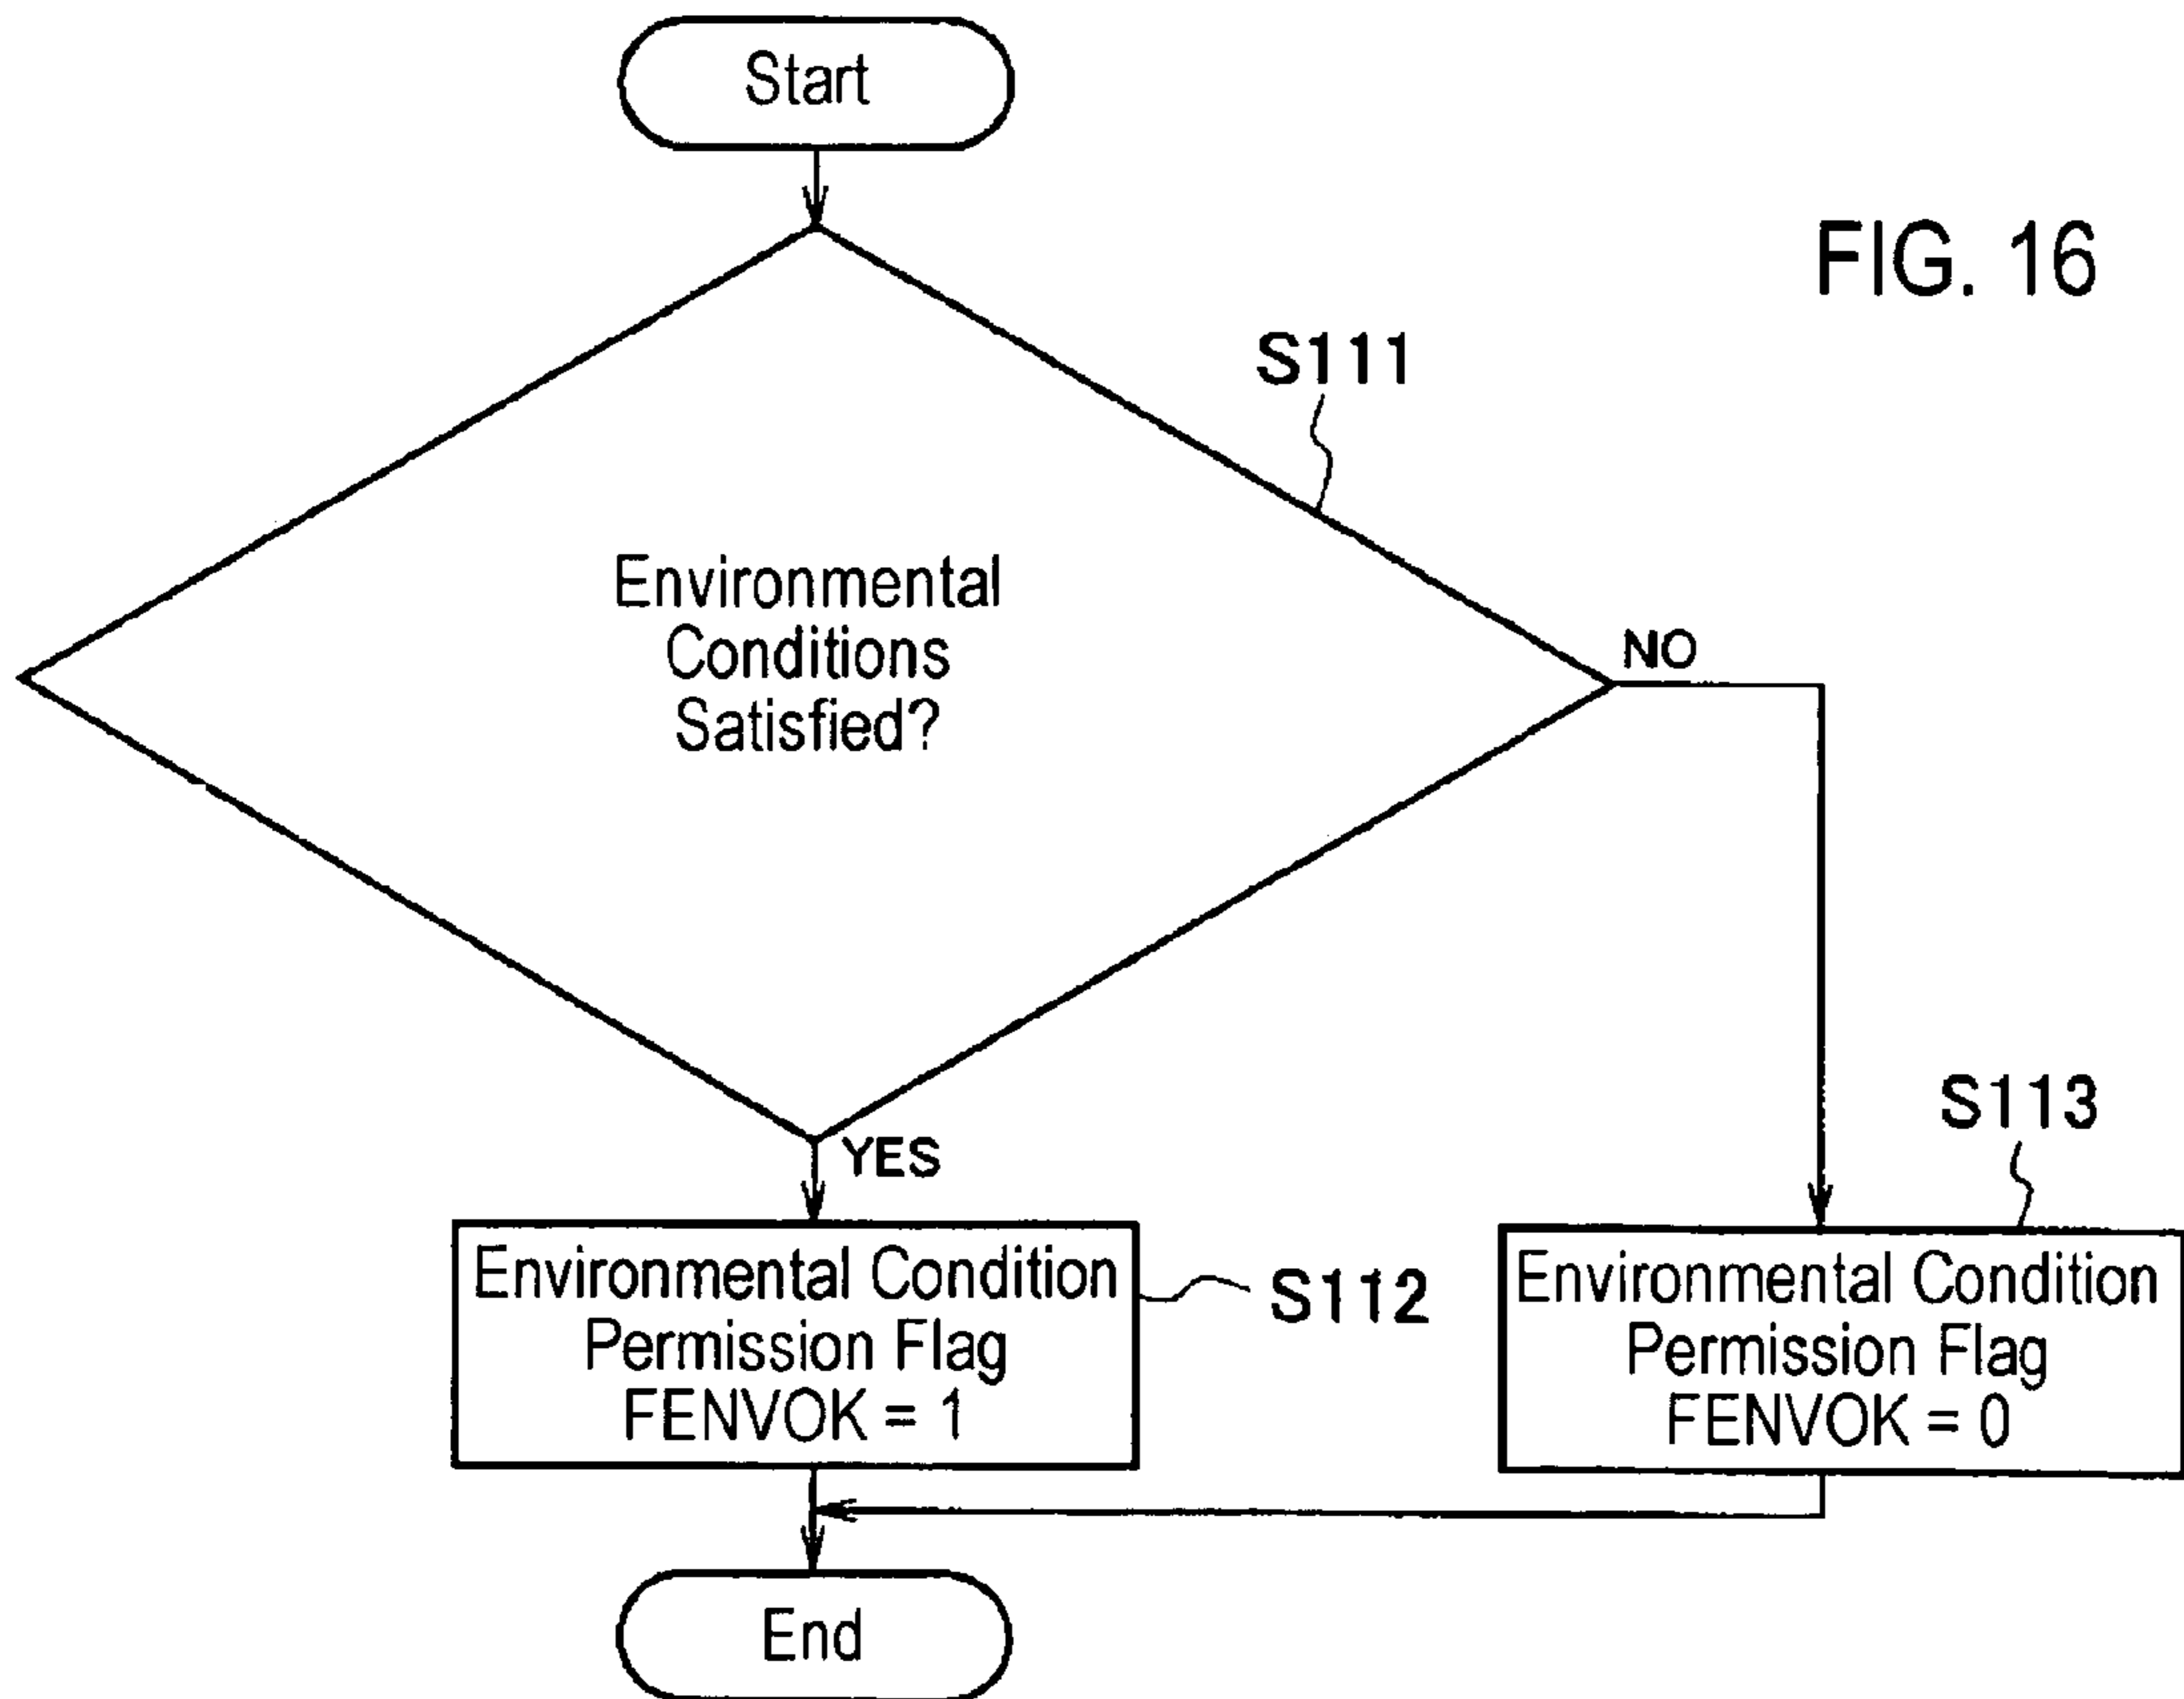 Start
FIG. 16
S111
Environmental
Conditions
Satisfied?
NO
YES
S113
Environmental Condition
Permission Flag
FENVOK = 1
S112
Environmental Condition
Permission Flag
FENVOK = 0
End